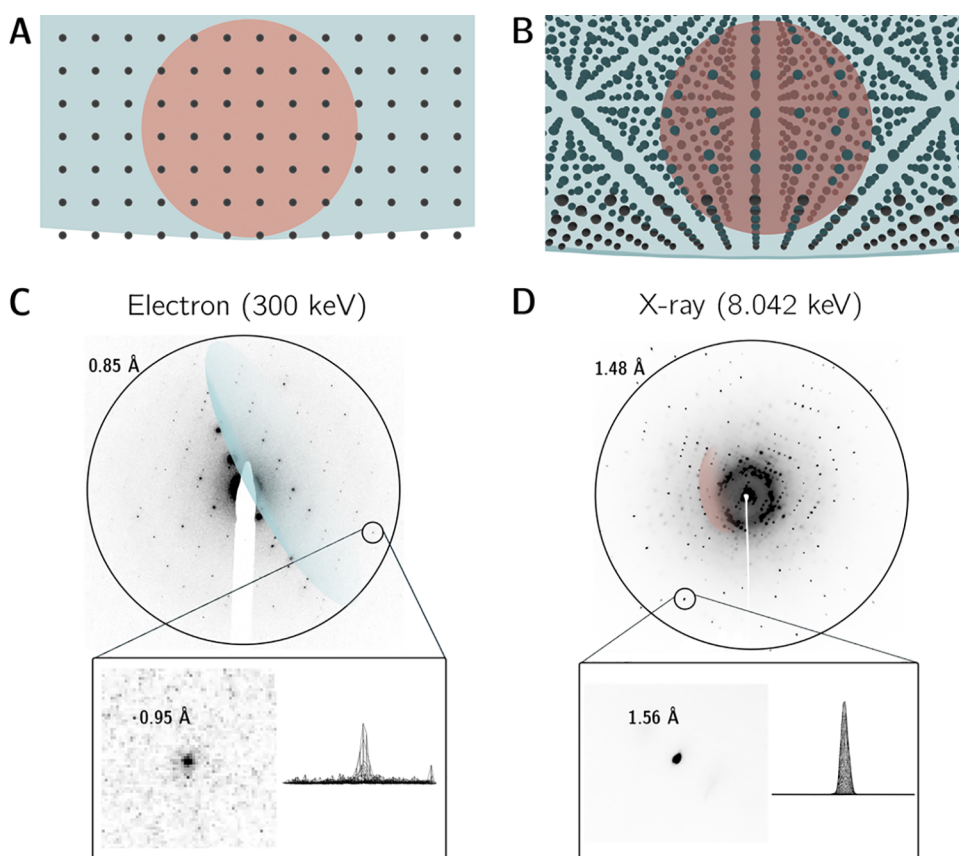 A
B
C
Electron (300 keV)
D
X-ray (8.042 keV)
0.85 Å
1.48 Å
0.95 Å
1.56 Å